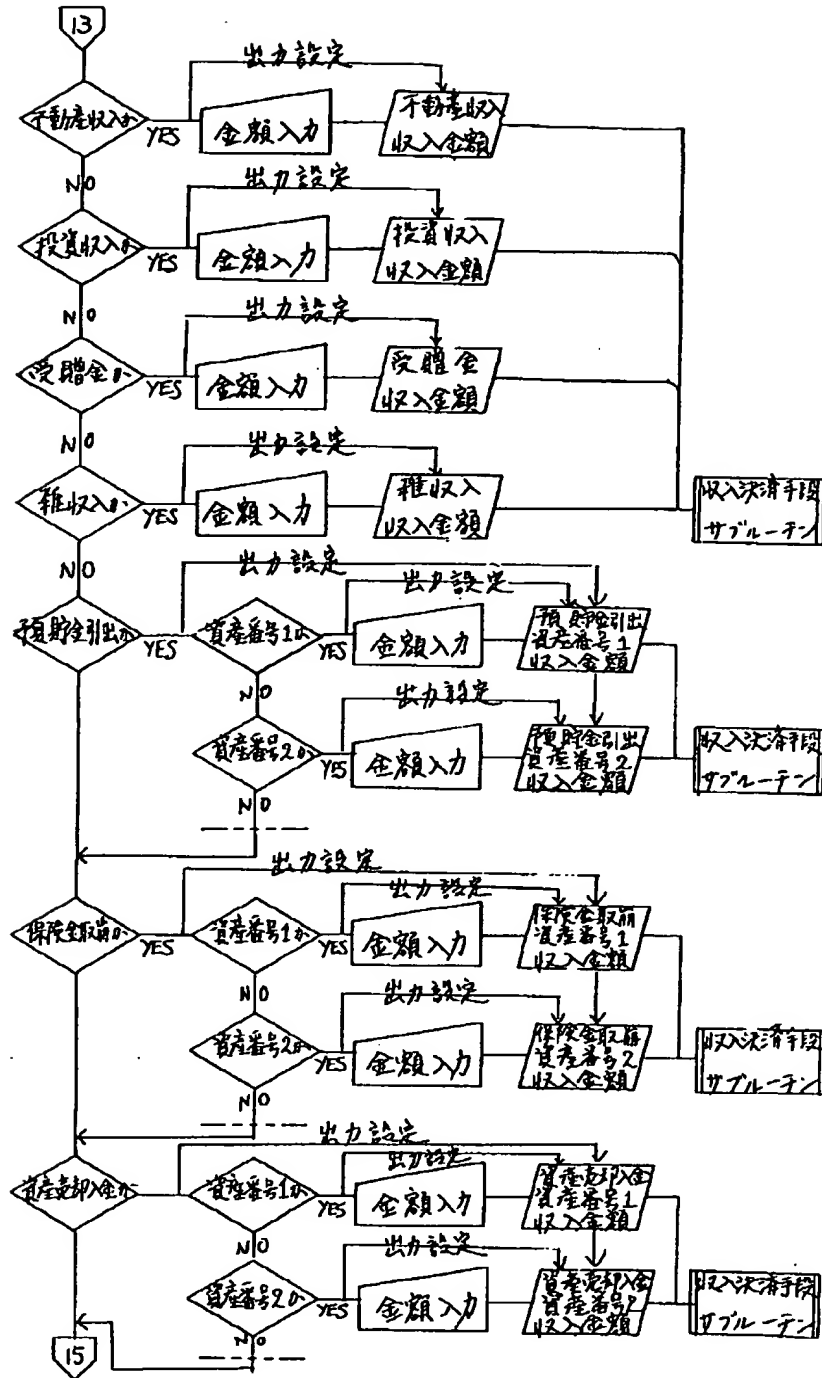 13
出力設定
不動産収入か
YES
金額入力
不動産収入
収入金額
NO
出力設定
投資収入か
YES
金額入力
投資収入
収入金額
NO
出力設定
受贈金か
YES
金額入力
受贈金
収入金額
NO
出力設定
雑収入か
YES
金額入力
雑収入
収入金額
収入決済手段
サブルーチン
NO
出力設定
出力設定
予貯金引出か
YES
資産番号1か
YES
金額入力
預貯金引出
資産番号1
収入金額
NO
出力設定
資産番号2か
YES
金額入力
預貯金引出
資産番号2
収入金額
収入決済手段
サブルーチン
NO
出力設定
出力設定
保険金取崩か
YES
資産番号1か
YES
金額入力
保険金取崩
資産番号1
収入金額
NO
出力設定
資産番号2か
YES
金額入力
保険金取崩
資産番号2
収入金額
収入決済手段
サブルーチン
NO
出力設定
出力設定
資産売却入金か
資産番号1か
YES
金額入力
資産売却入金
資産番号1
収入金額
NO
出力設定
資産番号2か
YES
金額入力
資産売却入金
資産番号2
収入金額
収入決済手段
サブルーチン
NO
15